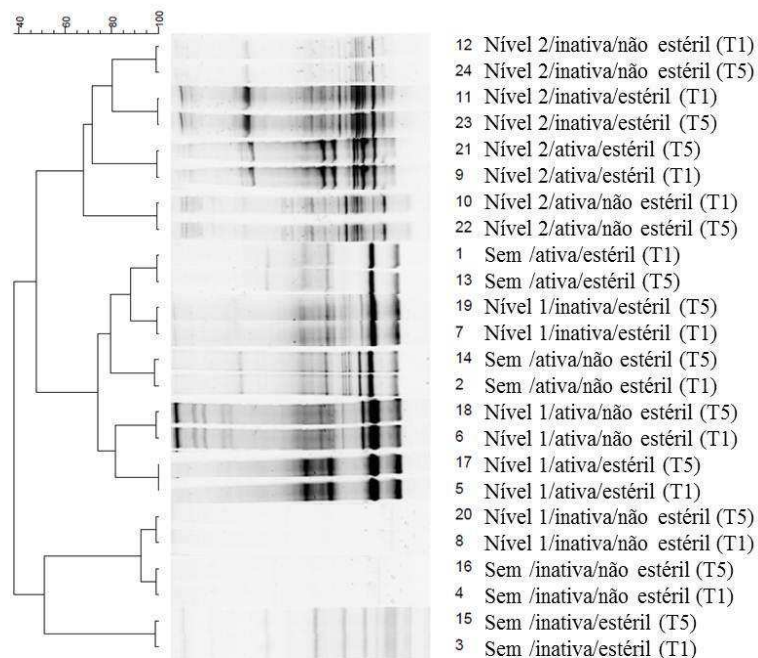 40 60 80 100
12 Nível 2/inativa/não estéril (T1)
24 Nível 2/inativa/não estéril (T5)
11 Nível 2/inativa/estéril (T1)
23 Nível 2/inativa/estéril (T5)
21 Nível 2/ativa/estéril (T5)
9 Nível 2/ativa/estéril (T1)
10 Nível 2/ativa/não estéril (T1)
22 Nível 2/ativa/não estéril (T5)
1 Sem /ativa/estéril (T1)
13 Sem /ativa/estéril (T5)
19 Nível 1/inativa/estéril (T5)
7 Nível 1/inativa/estéril (T1)
14 Sem /ativa/não estéril (T5)
2 Sem /ativa/não estéril (T1)
18 Nível 1/ativa/não estéril (T5)
6 Nível 1/ativa/não estéril (T1)
17 Nível 1/ativa/estéril (T5)
5 Nível 1/ativa/estéril (T1)
20 Nível 1/inativa/não estéril (T5)
8 Nível 1/inativa/não estéril (T1)
16 Sem /inativa/não estéril (T5)
4 Sem /inativa/não estéril (T1)
15 Sem /inativa/estéril (T5)
3 Sem /inativa/estéril (T1)